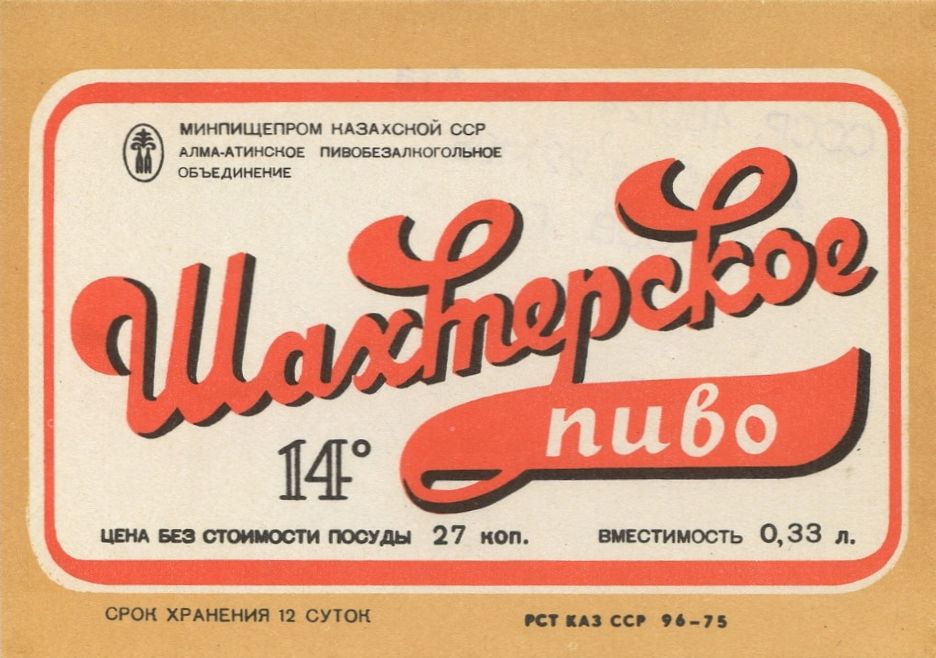 МИНПИЩЕПРОМ КАЗАХСКОЙ ССР
АЛМА-АТИНСКОЕ ПИВОБЕЗАЛКОГОЛЬНОЕ
ОБЪЕДИНЕНИЕ
Шахтерское
пиво
14°
ЦЕНА БЕЗ СТОИМОСТИ ПОСУДЫ 27 коп. ВМЕСТИМОСТЬ 0,33 л.
СРОК ХРАНЕНИЯ 12 СУТОК РСТ КАЗ ССР 96-75